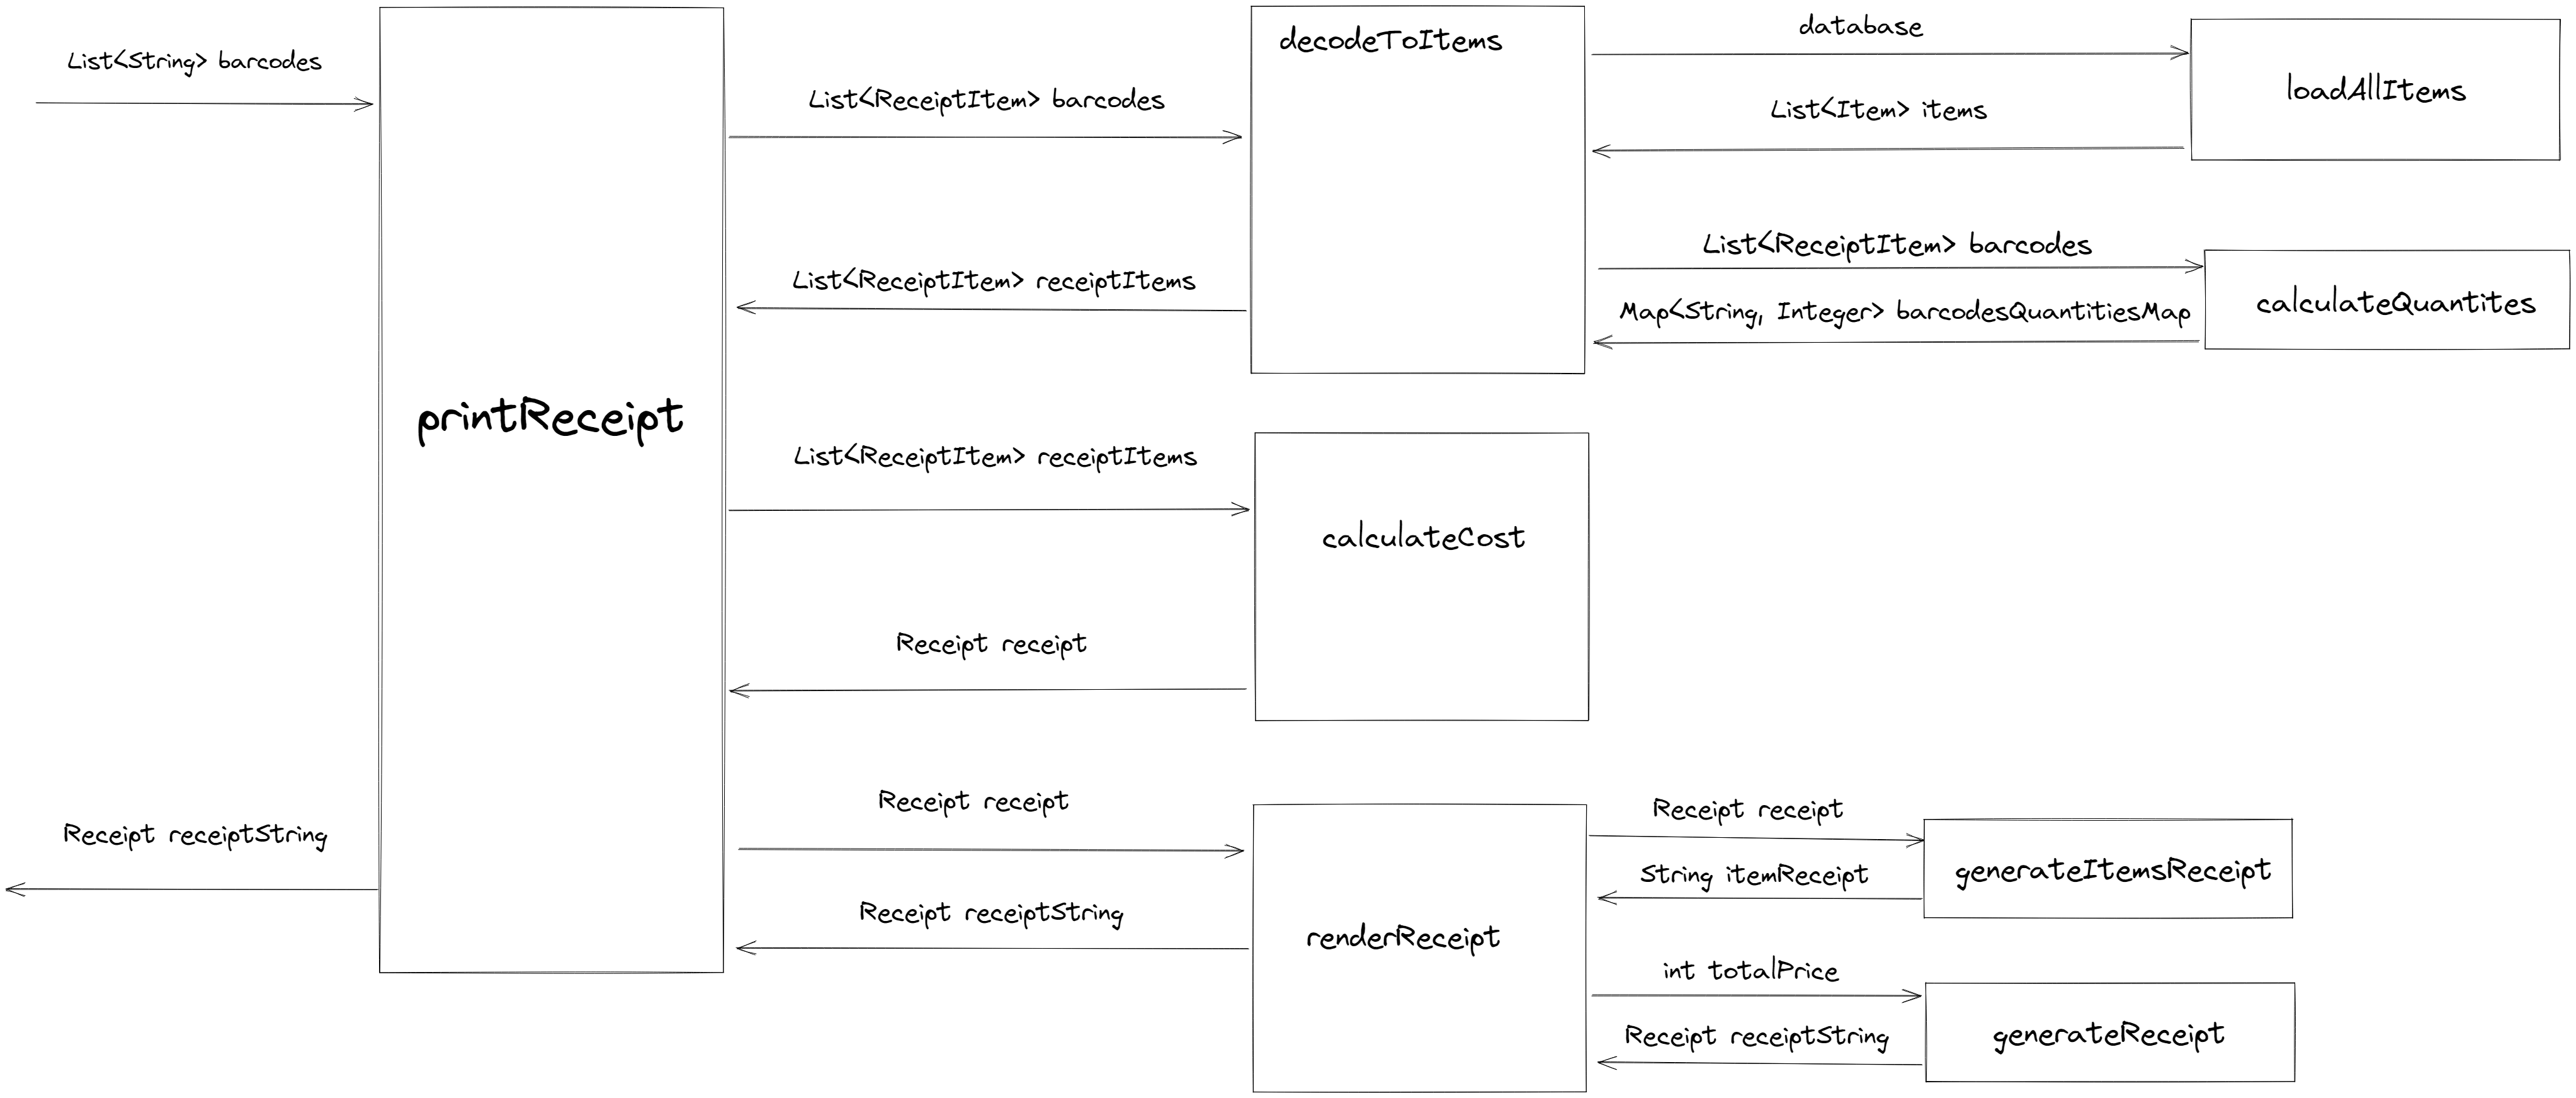 List<String> barcodes
printReceipt
Receipt receiptString
List<ReceiptItem> barcodes
List<ReceiptItem> receiptItems
List<ReceiptItem> receiptItems
Receipt receipt
Receipt receipt
Receipt receiptString
decodeToItems
calculateCost
renderReceipt
database
List<Item> items
loadAllItems
List<ReceiptItem> barcodes
Map<String, Integer> barcodesQuantitiesMap
calculateQuantites
Receipt receipt
String itemReceipt
generateItemsReceipt
int totalPrice
Receipt receiptString
generateReceipt